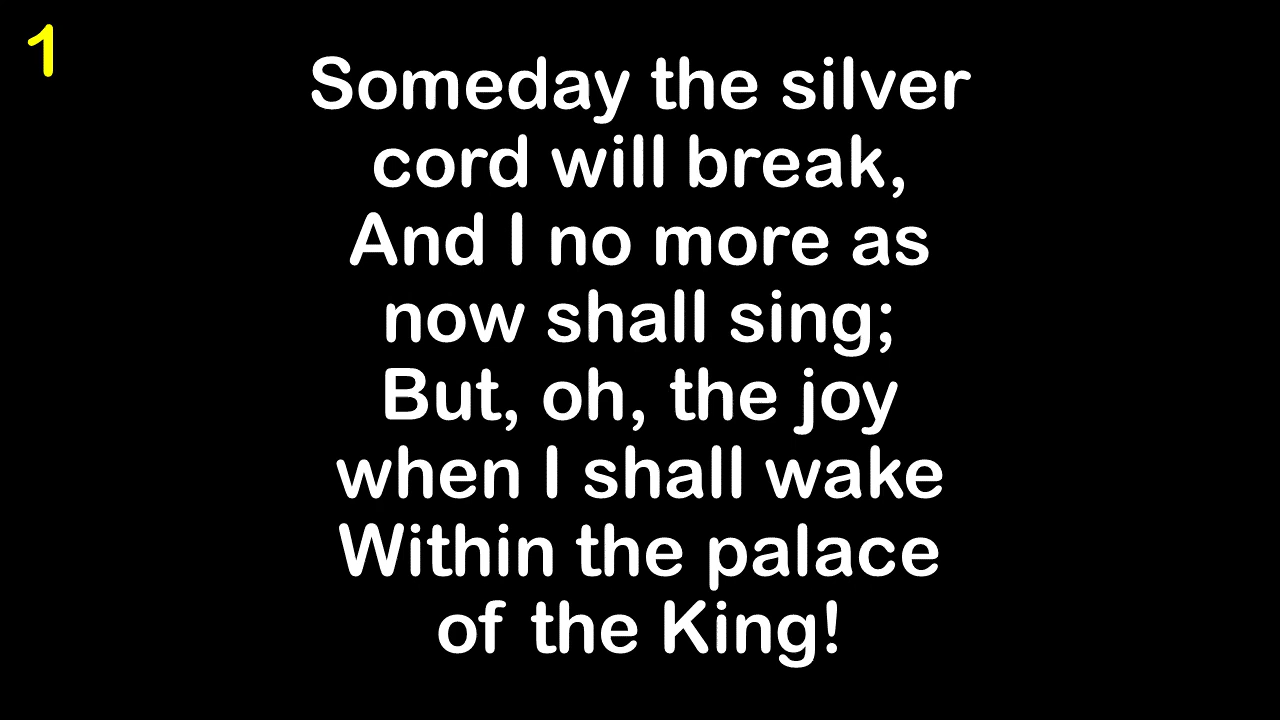 1
Someday the silver
cord will break,
And I no more as
now shall sing;
But, oh, the joy
when I shall wake
Within the palace
of the King!